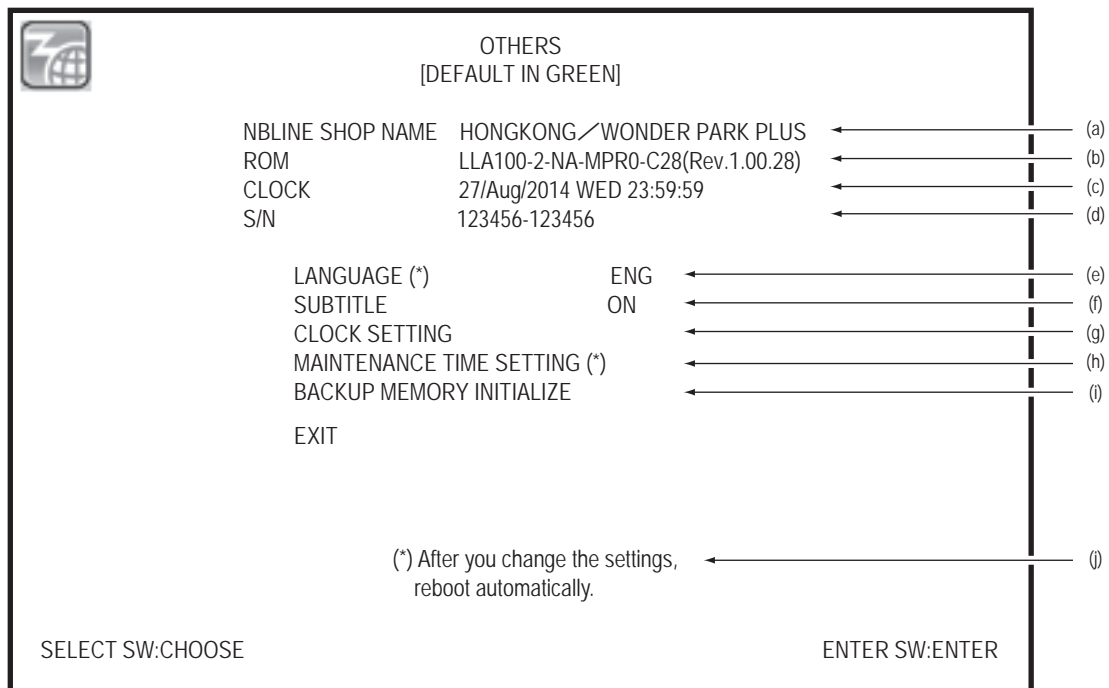 OTHERS
[DEFAULT IN GREEN]
NBLINE SHOP NAME HONGKONG／WONDER PARK PLUS (a)
ROM LLA100-2-NA-MPR0-C28(Rev.1.00.28) (b)
CLOCK 27/Aug/2014 WED 23:59:59 (c)
S/N 123456-123456 (d)
LANGUAGE (*) ENG (e)
SUBTITLE ON (f)
CLOCK SETTING (g)
MAINTENANCE TIME SETTING (*) (h)
BACKUP MEMORY INITIALIZE (i)
EXIT
(*) After you change the settings, (j)
reboot automatically.
SELECT SW:CHOOSE ENTER SW:ENTER